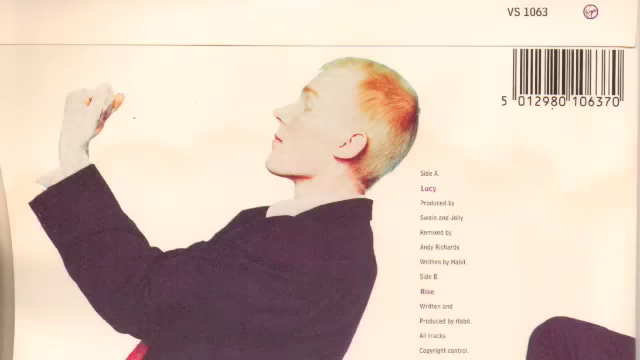 VS 1063
Virgin
5 012980 106370
Side A.
Lucy
Produced by
Swain and Jolly
Remixed by
Andy Richards
Written by Habit.
Side B.
Rise
Written and
Produced by Habit.
All tracks
Copyright control.